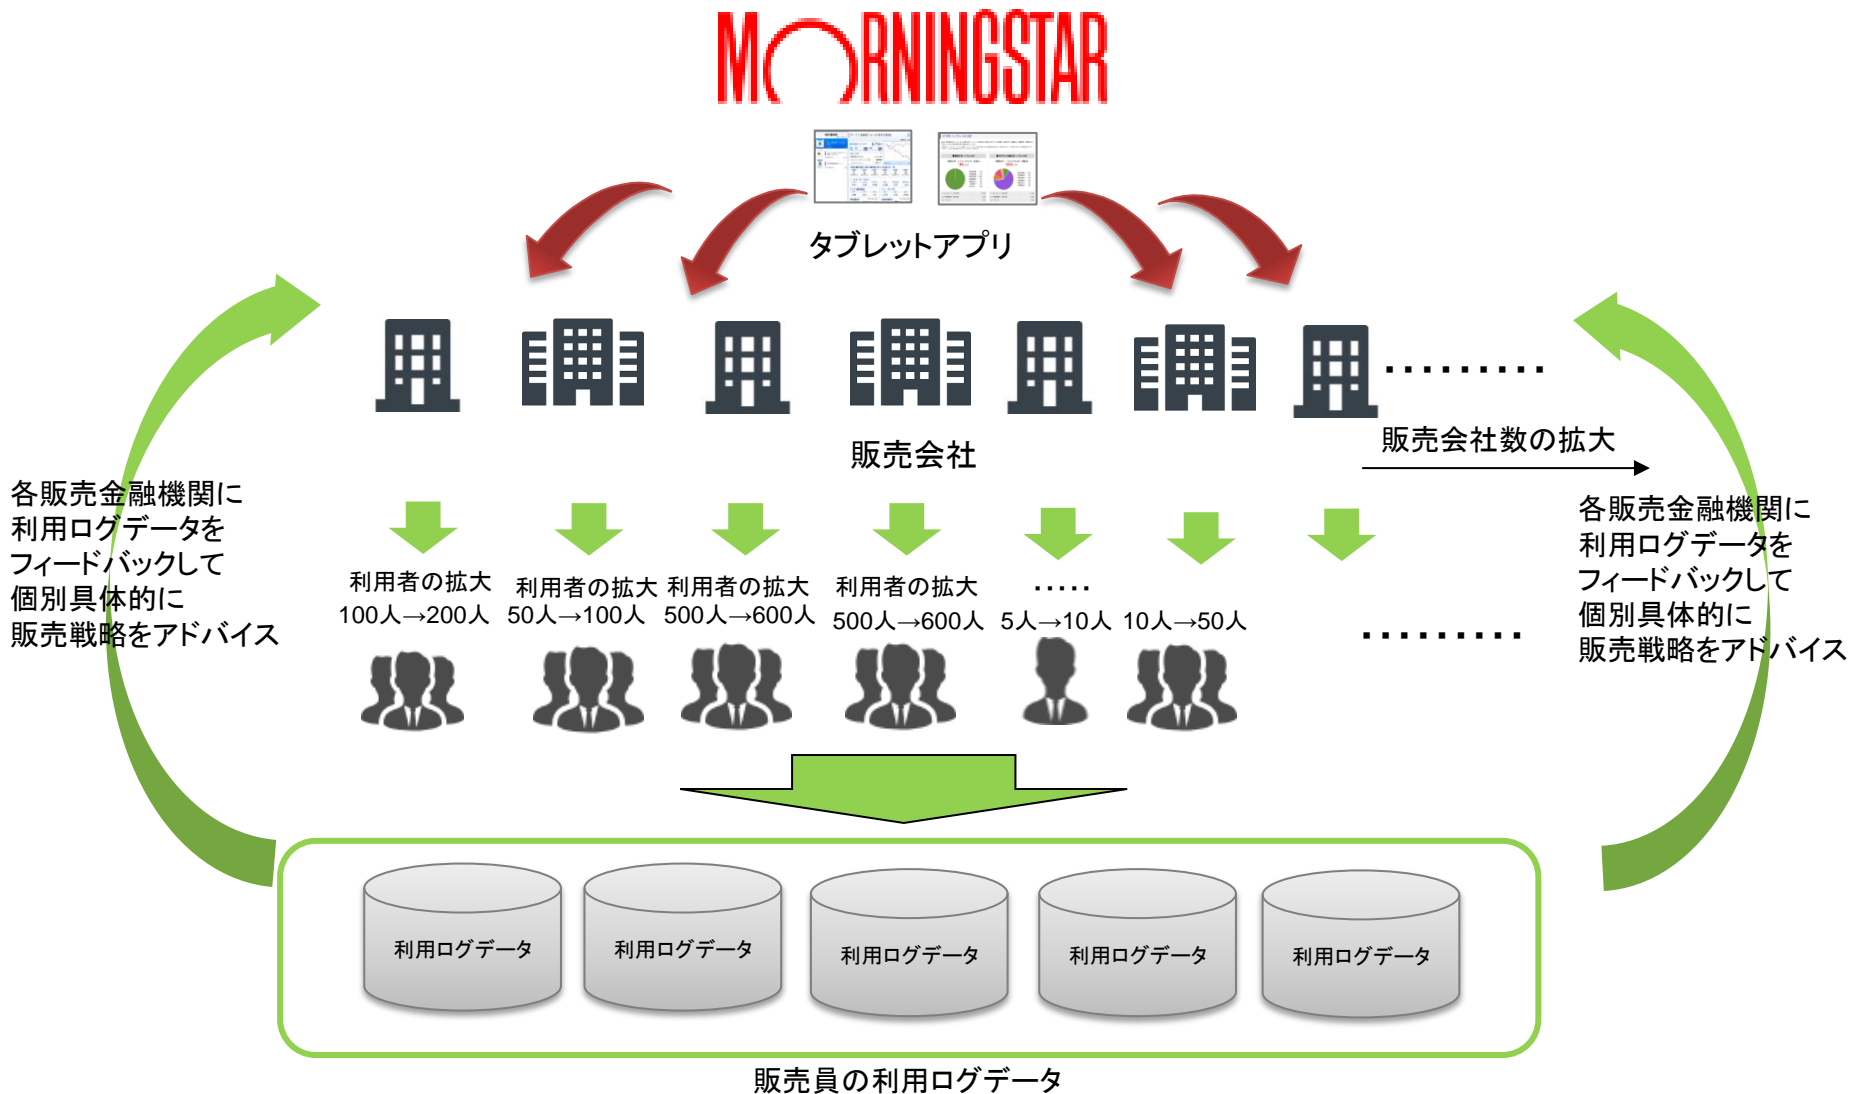 MORNINGSTAR
タブレットアプリ
販売会社
販売会社数の拡大
各販売金融機関に
利用ログデータを
フィードバックして
個別具体的に
販売戦略をアドバイス
各販売金融機関に
利用ログデータを
フィードバックして
個別具体的に
販売戦略をアドバイス
利用者の拡大
100人→200人
利用者の拡大
50人→100人
利用者の拡大
500人→600人
利用者の拡大
500人→600人
.....
5人→10人
10人→50人
利用ログデータ
利用ログデータ
利用ログデータ
利用ログデータ
利用ログデータ
販売員の利用ログデータ